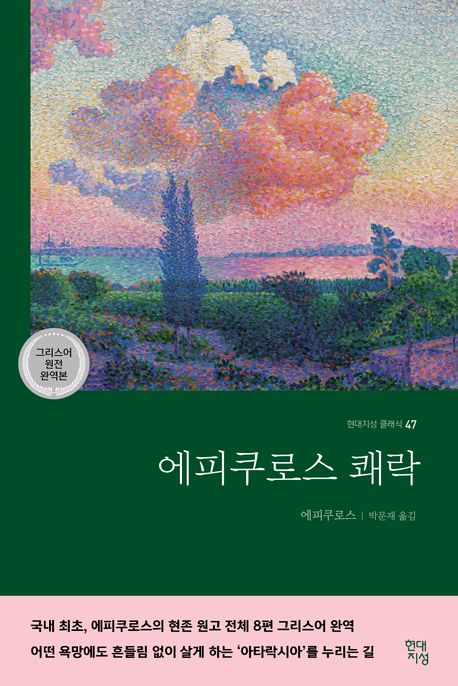 그리스어
원전
완역본
현대지성 클래식 47
에피쿠로스 쾌락
에피쿠로스 | 박문재 옮김
국내 최초, 에피쿠로스의 현존 원고 전체 8편 그리스어 완역
어떤 욕망에도 흔들림 없이 살게 하는 ‘아타락시아’를 누리는 길
현대
지성